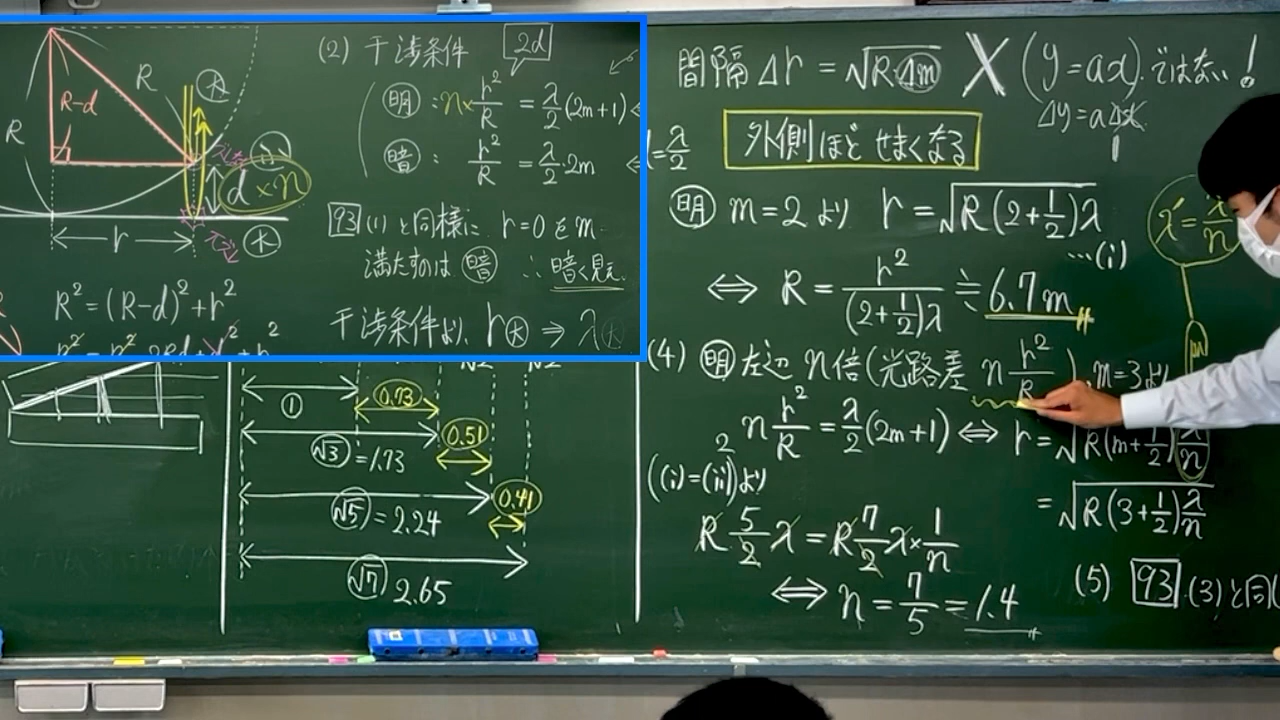 (2) 干渉条件 2d
明 : n× r²/R = λ/2 (2m+1)
暗 : r²/R = λ/2 2m
93 (1)と同様に r=0をm
満たすのは 暗 ∴ 暗く見え
干渉条件より、r大 ⇒ λ大
R
R
R-d
大
d×n
r
大
R² = (R-d)² + r²
① 0.73
√3 = 1.73 0.51
√5 = 2.24 0.41
√7 2.65
間隔 Δr = √R·Δm X (y=ax)ではない!
Δy = aΔx
= λ/2
外側ほど せまくなる
明 m=2 より r = √R(2+1/2)λ …(i)
λ' = λ/n
⇔ R = r²/(2+1/2)λ ≒ 6.7m
(4) 明 左辺 n倍 (光路差 n r²/R), m=3より
n r²/R = λ/2 (2m+1) ⇔ r = √R(m+1/2)λ/n
= √R(3+1/2)λ/n
((i)=(ii))より
R 5/2 λ = R 7/2 λ × 1/n
⇔ n = 7/5 = 1.4
(5) 93 (3)と同